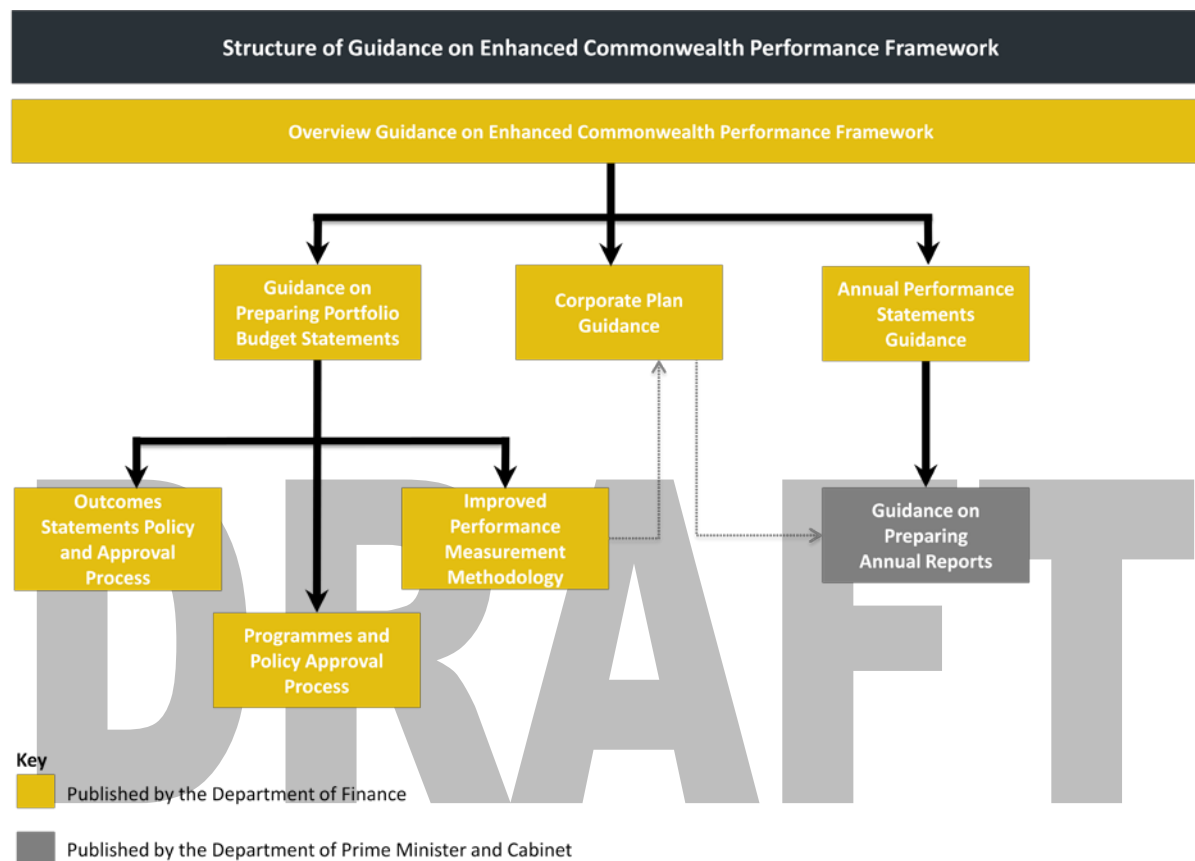 Structure of Guidance on Enhanced Commonwealth Performance Framework
Overview Guidance on Enhanced Commonwealth Performance Framework
Guidance on
Preparing Portfolio
Budget Statements
Corporate Plan
Guidance
Annual Performance
Statements
Guidance
Outcomes
Statements Policy
and Approval
Process
Improved
Performance
Measurement
Methodology
Guidance on
Preparing
Annual Reports
Programmes and
Policy Approval
Process
DRAFT
Key
Published by the Department of Finance
Published by the Department of Prime Minister and Cabinet